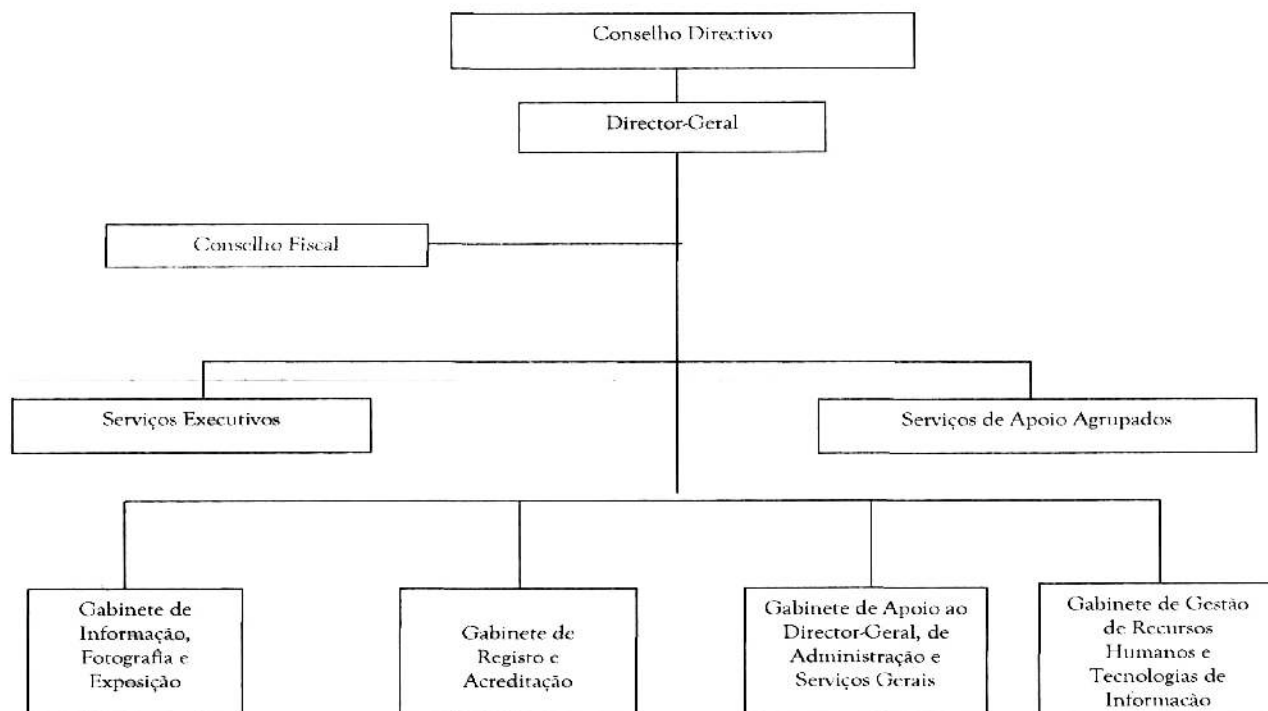 Conselho Directivo
Director-Geral
Conselho Fiscal
Serviços Executivos
Serviços de Apoio Agrupados
Gabinete de
Informação,
Fotografia e
Exposição
Gabinete de
Registo e
Acreditação
Gabinete de Apoio ao
Director-Geral, de
Administração e
Serviços Gerais
Gabinete de Gestão
de Recursos
Humanos e
Tecnologias de
Informação